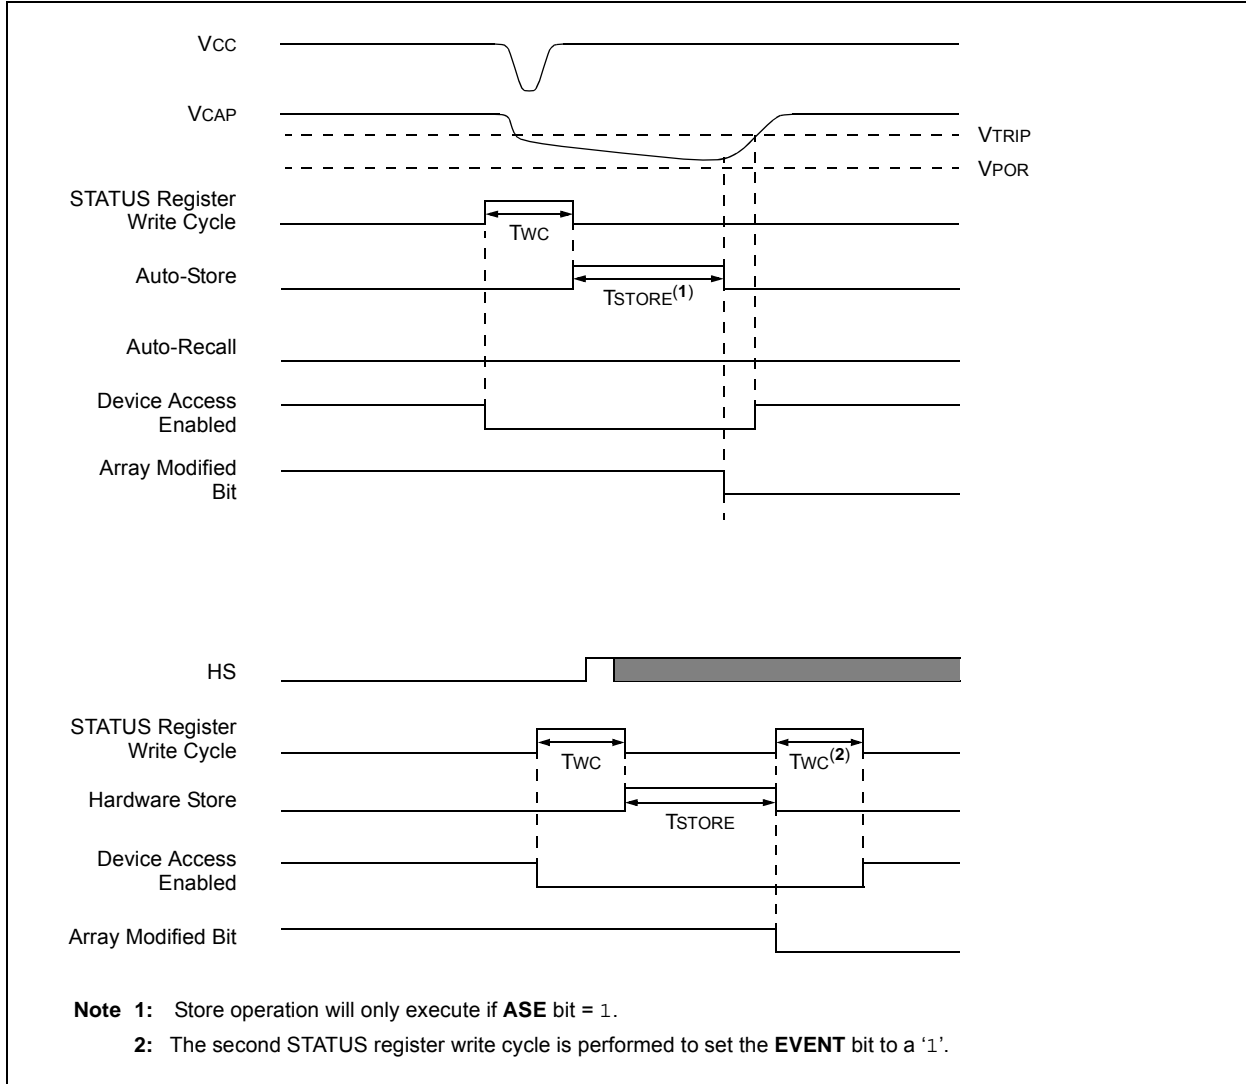 VCC
VCAP
VTRIP
VPOR
STATUS Register
Write Cycle
TWC
Auto-Store
TSTORE(1)
Auto-Recall
Device Access
Enabled
Array Modified
Bit
HS
STATUS Register
Write Cycle
TWC
TWC(2)
Hardware Store
TSTORE
Device Access
Enabled
Array Modified Bit
Note 1: Store operation will only execute if ASE bit = 1.
2: The second STATUS register write cycle is performed to set the EVENT bit to a ‘1’.